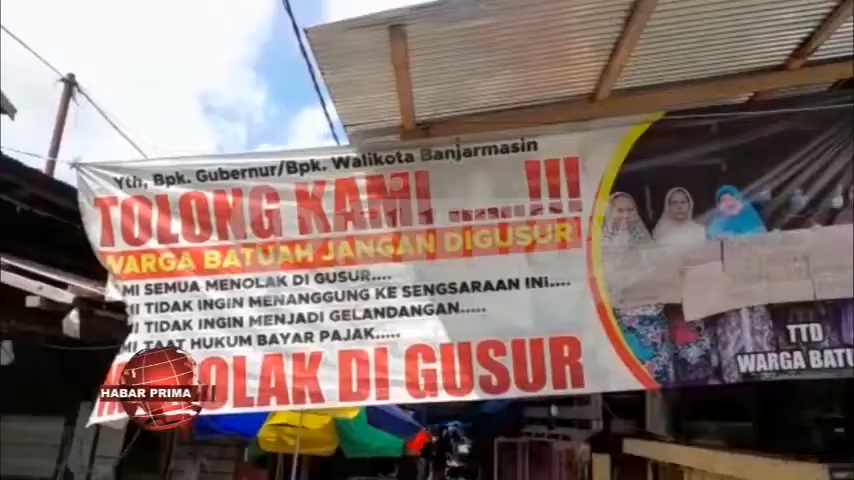 Yth, Bpk. Gubernur/Bpk. Walikota Banjarmasin
TOLONG KAMI ........!!!
WARGA BATUAH JANGAN DIGUSUR
MI SEMUA MENOLAK DI GUSUR....
MI TIDAK INGIN MENANGGUNG KE SENGSARAAN INI.....
MI TIDAK INGIN MENJADI GELANDANGAN.....
MI TAAT HUKUM BAYAR PAJAK....
OLAK DI GUSUR
TTD
WARGA BATU
HABAR PRIMA